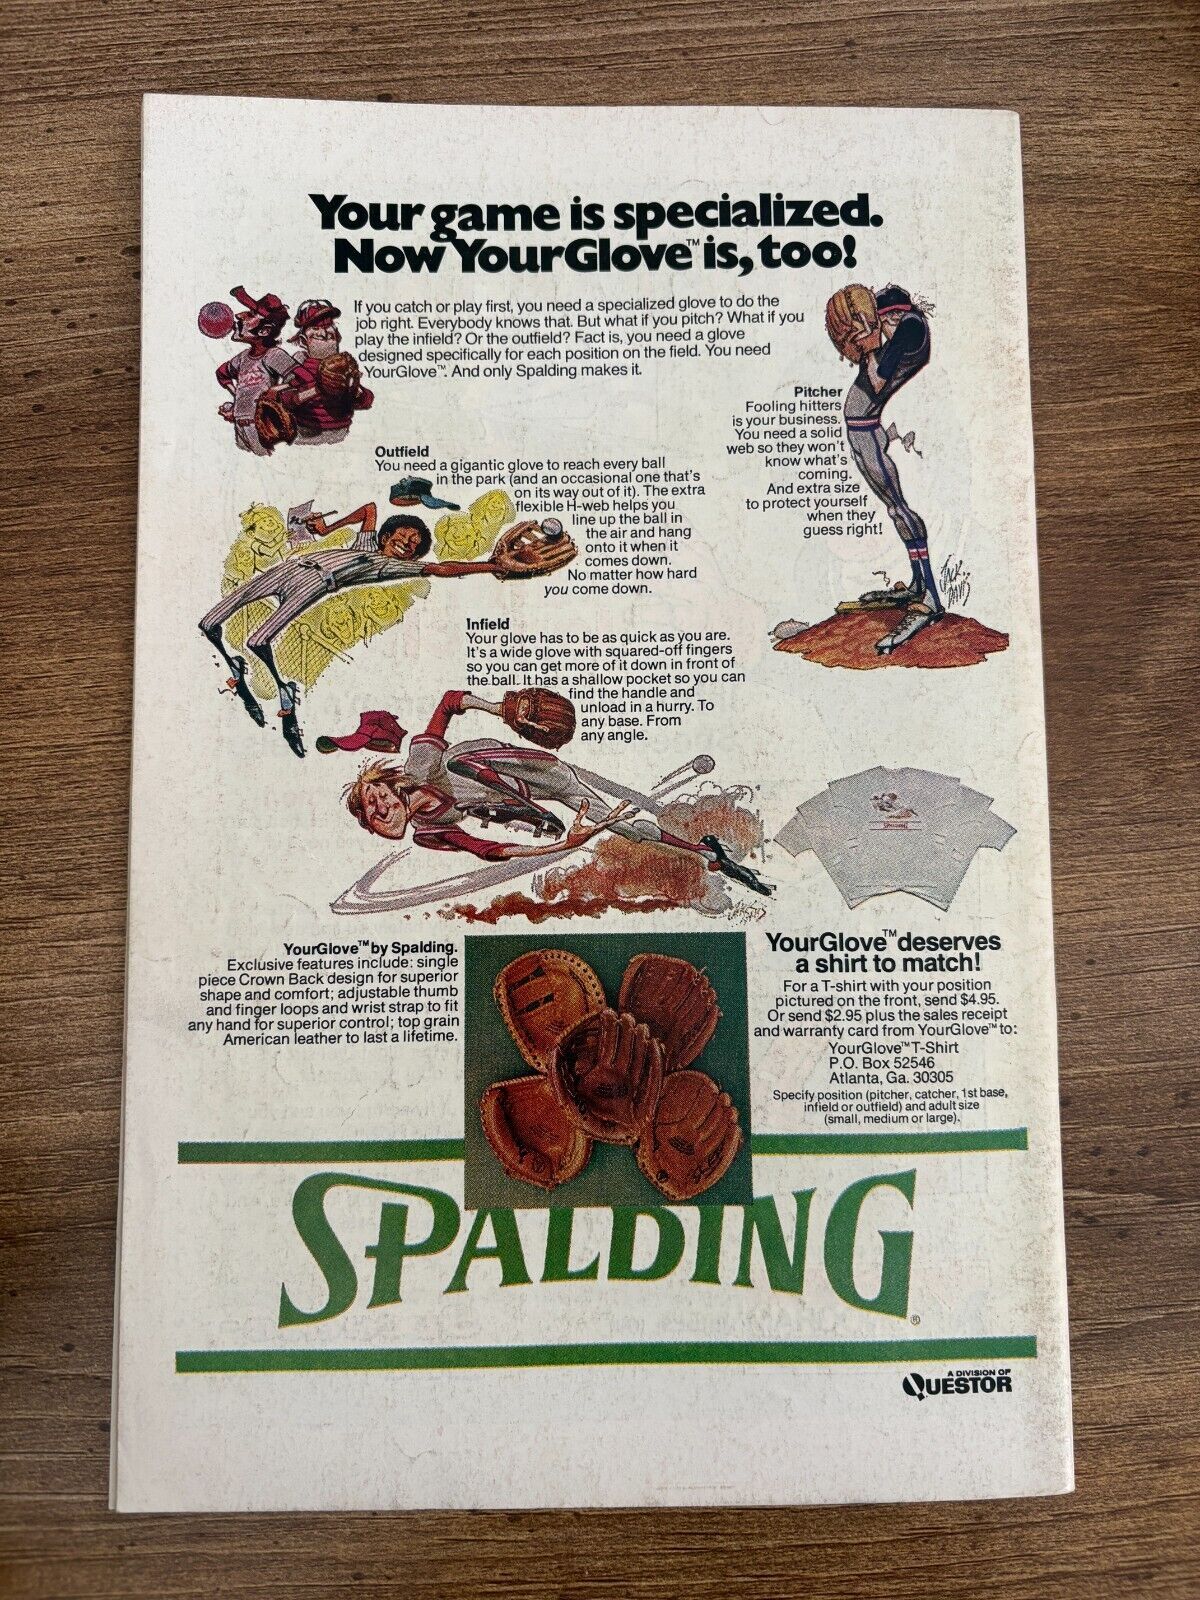 Your game is specialized.
Now YourGlove™ is, too!
If you catch or play first, you need a specialized glove to do the
job right. Everybody knows that. But what if you pitch? What if you
play the infield? Or the outfield? Fact is, you need a glove
designed specifically for each position on the field. You need
YourGlove™. And only Spalding makes it.
Pitcher
Fooling hitters
is your business.
You need a solid
web so they won't
know what's
coming.
And extra size
to protect yourself
when they
guess right!
JACK
DAVIS
Outfield
You need a gigantic glove to reach every ball
in the park (and an occasional one that's
on its way out of it). The extra
flexible H-web helps you
line up the ball in
the air and hang
onto it when it
comes down.
No matter how hard
you come down.
Infield
Your glove has to be as quick as you are.
It's a wide glove with squared-off fingers
so you can get more of it down in front of
the ball. It has a shallow pocket so you can
find the handle and
unload in a hurry. To
any base. From
any angle.
SPALDING
YourGlove™ by Spalding.
Exclusive features include: single
piece Crown Back design for superior
shape and comfort; adjustable thumb
and finger loops and wrist strap to fit
any hand for superior control; top grain
American leather to last a lifetime.
YourGlove™ deserves
a shirt to match!
For a T-shirt with your position
pictured on the front, send $4.95.
Or send $2.95 plus the sales receipt
and warranty card from YourGlove™ to:
YourGlove™ T-Shirt
P.O. Box 52546
Atlanta, Ga. 30305
Specify position (pitcher, catcher, 1st base,
infield or outfield) and adult size
(small, medium or large).
SPALDING®
A DIVISION OF
QUESTOR